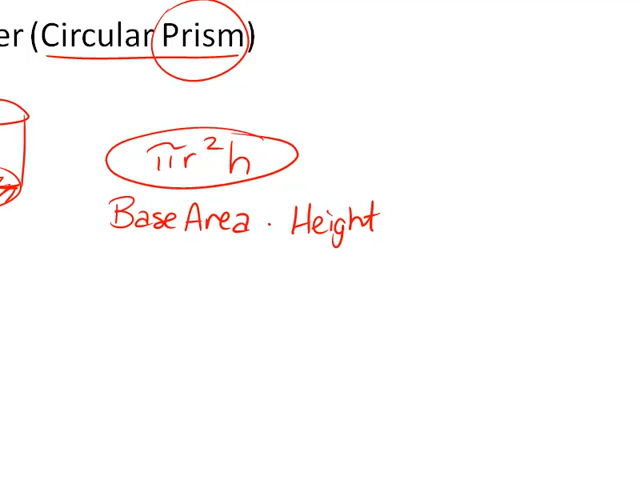 er (Circular Prism)
πr²h
Base Area · Height